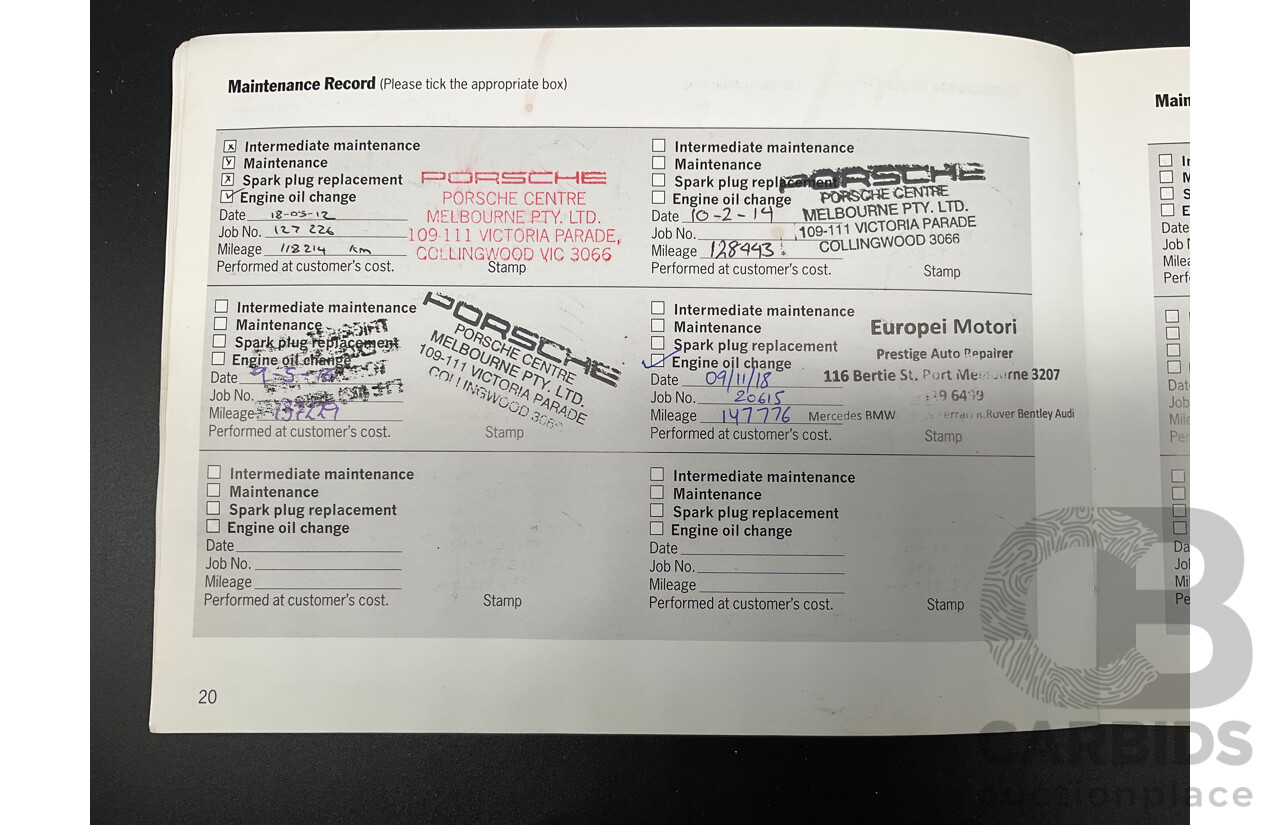 Maintenance Record (Please tick the appropriate box)
Intermediate maintenance
Maintenance
Spark plug replacement
Engine oil change
Date 18-05-12
Job No. 127 226
Mileage 118214 km
Performed at customer's cost.
PORSCHE
PORSCHE CENTRE
MELBOURNE PTY. LTD.
109-111 VICTORIA PARADE,
COLLINGWOOD VIC 3066
Stamp
Intermediate maintenance
Maintenance
Spark plug replacement
Engine oil change
Date 10-2-14
Job No.
Mileage 128443
Performed at customer's cost.
PORSCHE
PORSCHE CENTRE
MELBOURNE PTY. LTD.
109-111 VICTORIA PARADE
COLLINGWOOD 3066
Stamp
Intermediate maintenance
Maintenance
Spark plug replacement
Engine oil change
Date
Job No.
Mileage
Performed at customer's cost.
PORSCHE
PORSCHE CENTRE
MELBOURNE PTY. LTD.
109-111 VICTORIA PARADE
COLLINGWOOD 3066
Stamp
Intermediate maintenance
Maintenance
Spark plug replacement
Engine oil change
Date 09/11/18
Job No. 20615
Mileage 147776
Performed at customer's cost.
Europei Motori
Prestige Auto Repairer
116 Bertie St. Port Melbourne 3207
Mercedes BMW R.Rover Bentley Audi
Stamp
Intermediate maintenance
Maintenance
Spark plug replacement
Engine oil change
Date
Job No.
Mileage
Performed at customer's cost.
Stamp
Intermediate maintenance
Maintenance
Spark plug replacement
Engine oil change
Date
Job No.
Mileage
Performed at customer's cost.
Stamp
20
CARBIDS
auctionplace